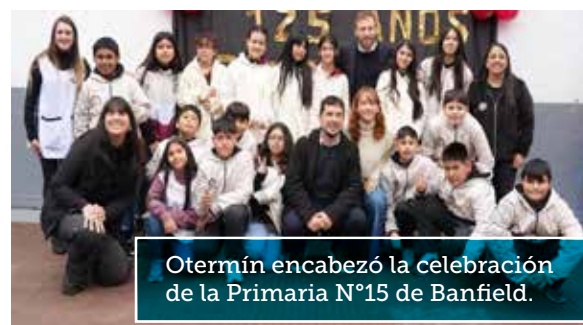 125 AÑOS
Otermín encabezó la celebración
de la Primaria N°15 de Banfield.